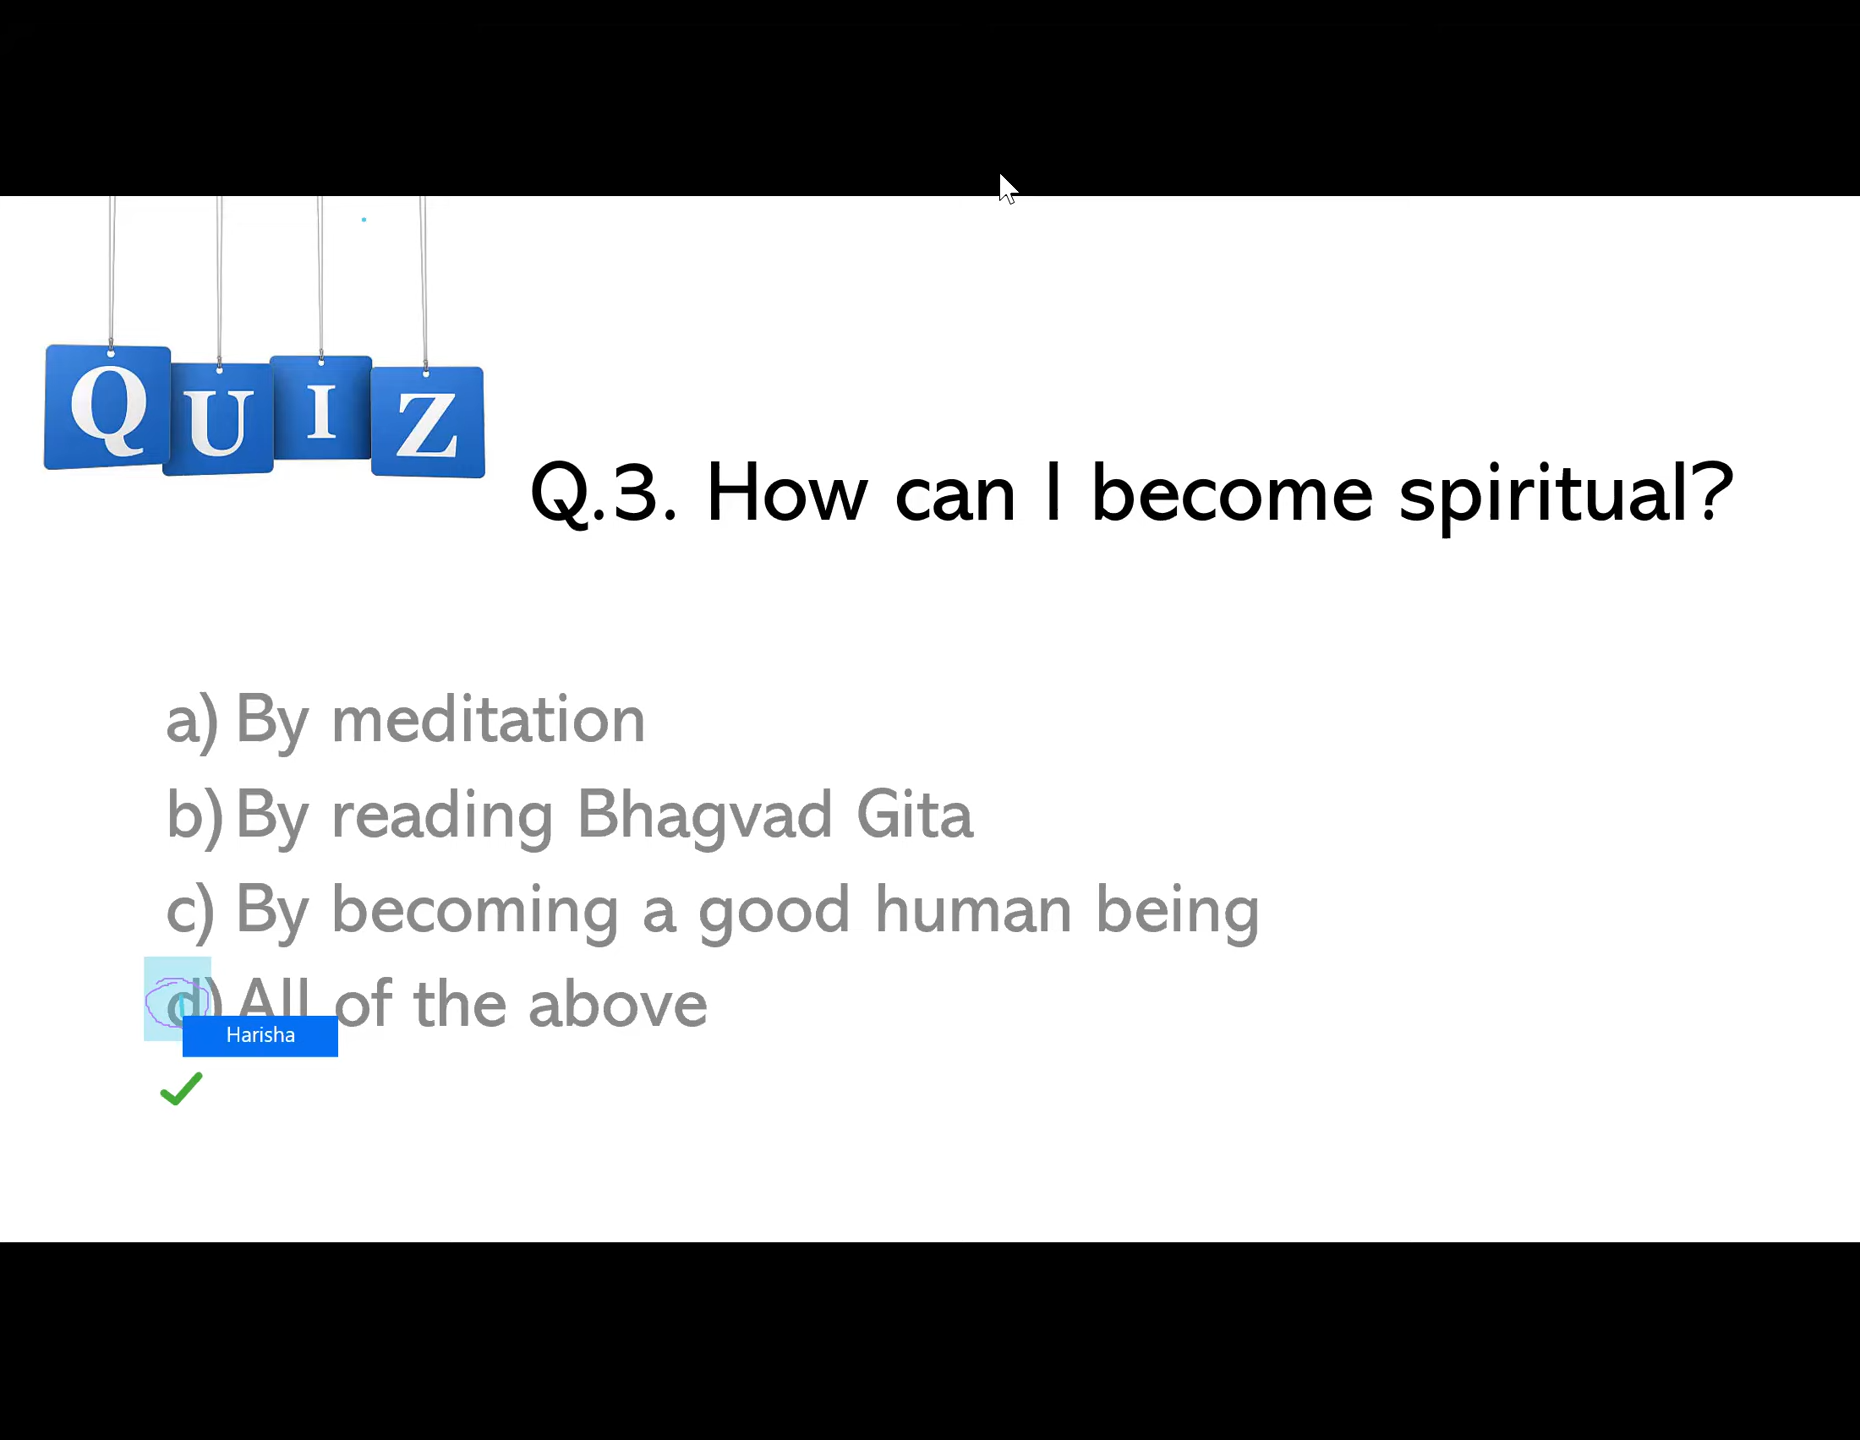 QUIZ
Q.3. How can I become spiritual?
a) By meditation
b) By reading Bhagvad Gita
c) By becoming a good human being
d) All of the above
Harisha